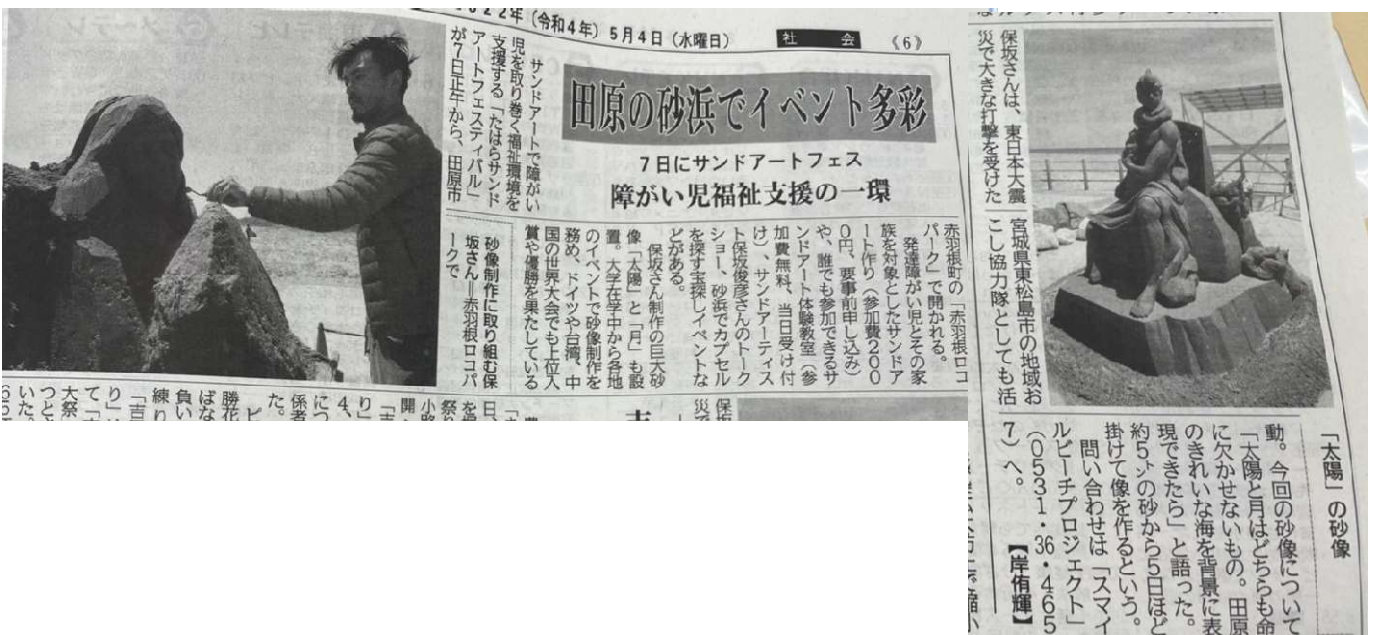 2022年(令和4年)5月4日(水曜日)
社会
《6》
田原の砂浜でイベント多彩
7日にサンドアートフェス
障がい児福祉支援の一環
サンドアートで障がい
児を取り巻く福祉環境を
支援する「たはらサンド
アートフェスティバル」
が7日正午から、田原市
赤羽根町の「赤羽根ロコ
パーク」で開かれる。
発達障がい児とその家
族を対象としたサンドア
ート作り(参加費200
0円、要事前申し込み)
や、誰でも参加できるサ
ンドアート体験教室(参
加費無料、当日受け付
け)、サンドアーティス
ト保坂俊彦さんのトーク
ショー、砂浜でカプセル
を探す宝探しイベントな
どがある。
保坂さん制作の巨大砂
像「太陽」と「月」も設
置。大学在学中から各地
のイベントで砂像制作を
務め、ドイツや台湾、中
国の世界大会でも上位入
賞や優勝を果たしている
砂像制作に取り組む保
坂さん=赤羽根ロコパ
ークで
保坂さんは、東日本大震
災で大きな打撃を受けた
宮城県東松島市の地域お
こし協力隊としても活
「太陽」の砂像
動。今回の砂像について
「太陽と月はどちらも命
に欠かせないもの。田原
のきれいな海を背景に表
現できたら」と語った。
約5㌧の砂から5日ほど
掛けて像を作るという。
問い合わせは「スマイ
ルビーチプロジェクト」
(0531・36・465
7)へ。
【岸侑輝】